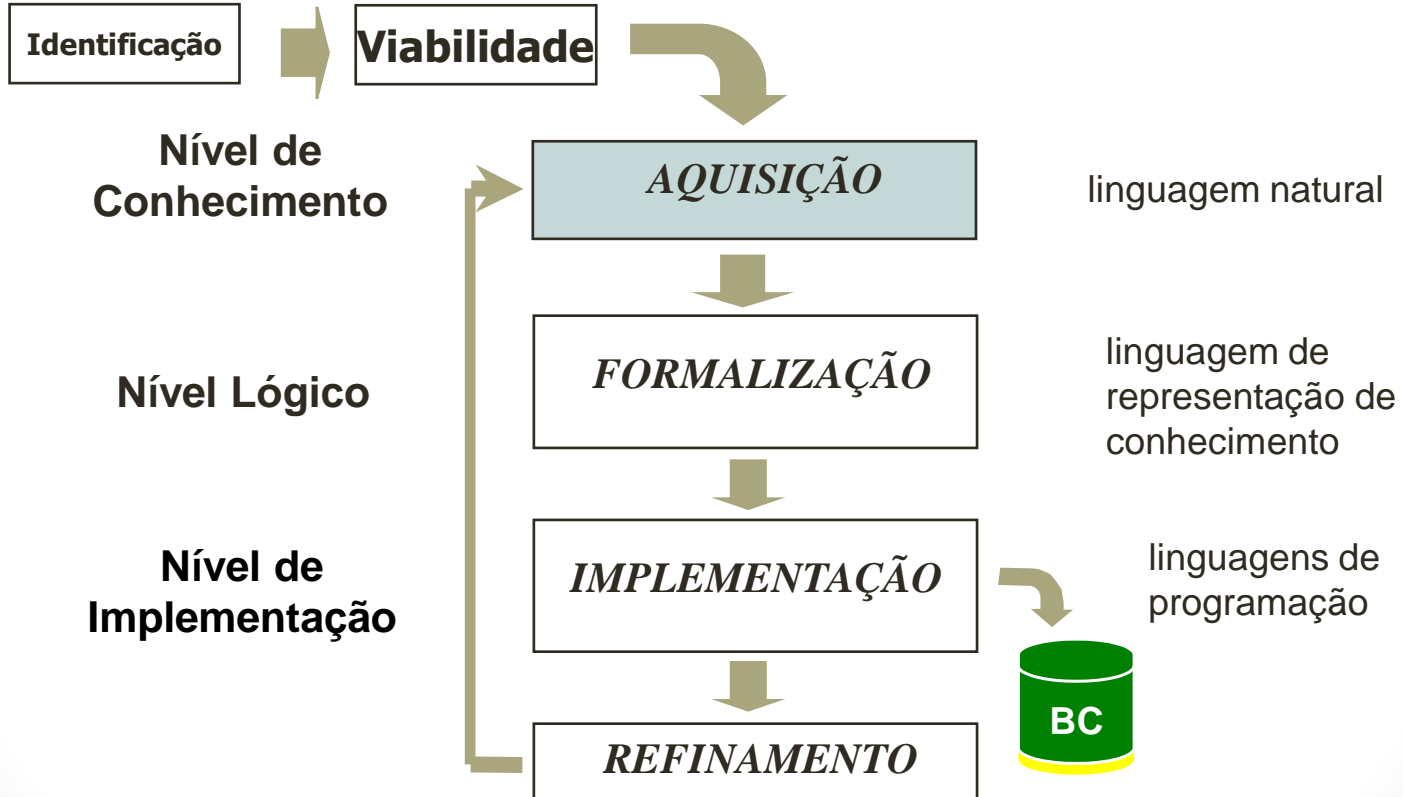 Identificação
Viabilidade
Nível de
Conhecimento
AQUISIÇÃO
linguagem natural
Nível Lógico
FORMALIZAÇÃO
linguagem de
representação de
conhecimento
Nível de
Implementação
IMPLEMENTAÇÃO
linguagens de
programação
BC
REFINAMENTO